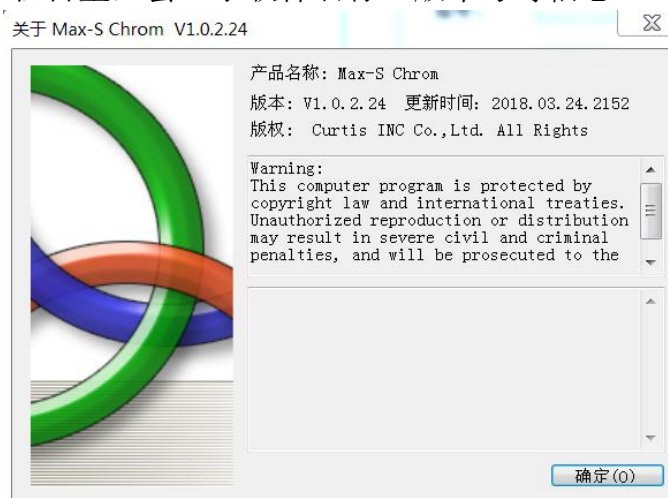 关于 Max-S Chrom V1.0.2.24
产品名称: Max-S Chrom
版本: V1.0.2.24 更新时间: 2018.03.24.2152
版权: Curtis INC Co.,Ltd. All Rights
Warning:
This computer program is protected by
copyright law and international treaties.
Unauthorized reproduction or distribution
may result in severe civil and criminal
penalties, and will be prosecuted to the
确定(O)